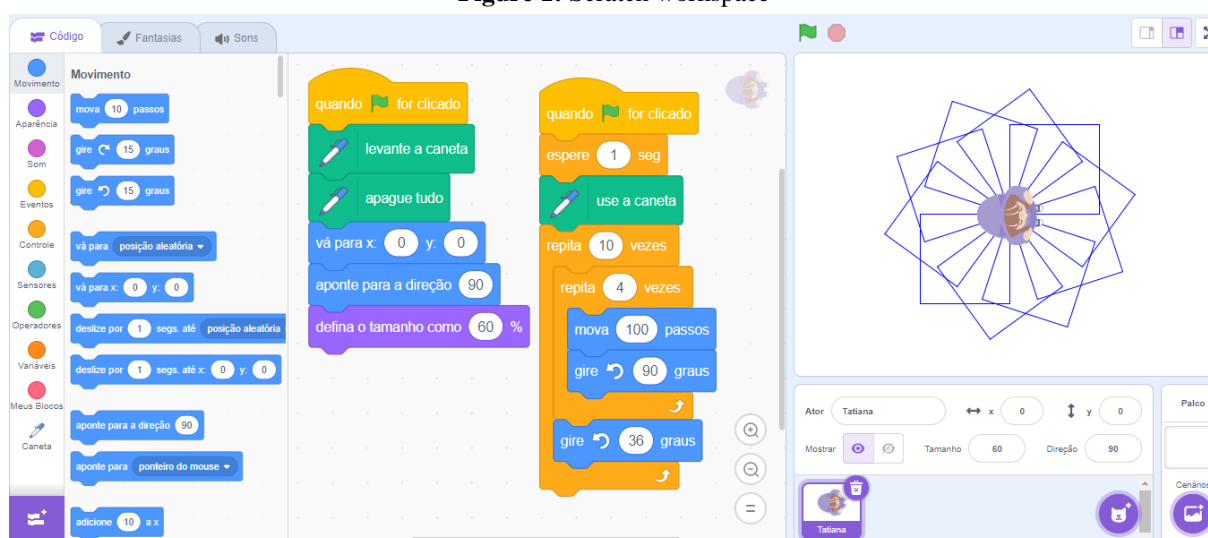 Figure 1. Scratch workspace
Código
Fantasias
Sons
Movimento
Aparência
Som
Eventos
Controle
Sensores
Operadores
Variáveis
Meus Blocos
Caneta
Movimento
mova 10 passos
gire 15 graus
gire 15 graus
vá para posição aleatória
vá para x: 0 y: 0
deslize por 1 segs. até posição aleatória
deslize por 1 segs. até x: 0 y: 0
aponte para a direção 90
aponte para ponteiro do mouse
adicione 10 a x
quando for clicado
levante a caneta
apague tudo
vá para x: 0 y: 0
aponte para a direção 90
defina o tamanho como 60 %
quando for clicado
espere 1 seg
use a caneta
repita 10 vezes
repita 4 vezes
mova 100 passos
gire 90 graus
gire 36 graus
Ator Tatiana x 0 y 0
Mostrar Tamanho 60 Direção 90
Tatiana
Palco
Cenários